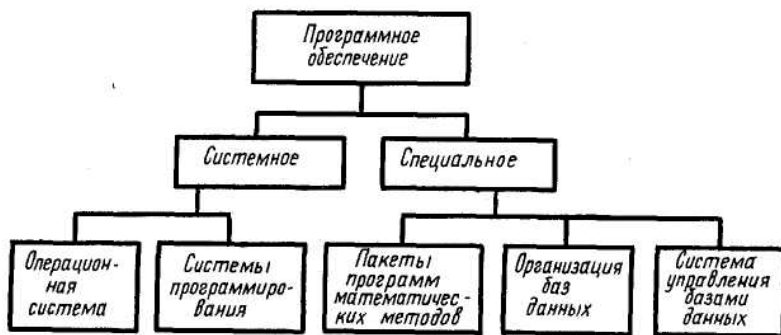 Программное
обеспечение
Системное
Специальное
Операцион-
ная
система
Системы
программиро-
вания
Пакеты
программ
математичес-
ких методов
Организация
баз
данных
Система
управления
базами
данных